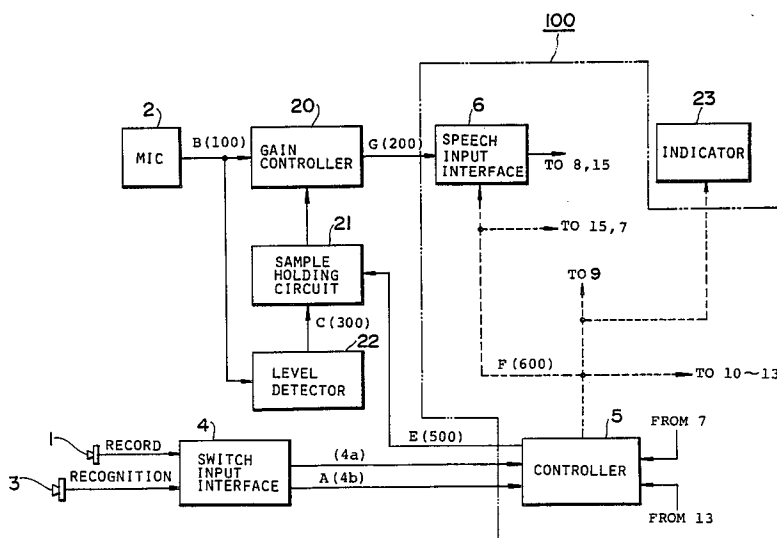 100
2
MIC
B(100)
20
GAIN
CONTROLLER
G(200)
6
SPEECH
INPUT
INTERFACE
TO 8,15
23
INDICATOR
21
SAMPLE
HOLDING
CIRCUIT
TO 15,7
TO 9
C(300)
22
LEVEL
DETECTOR
F(600)
TO 10~13
1
RECORD
3
RECOGNITION
4
SWITCH
INPUT
INTERFACE
E(500)
(4a)
A(4b)
5
CONTROLLER
FROM 7
FROM 13